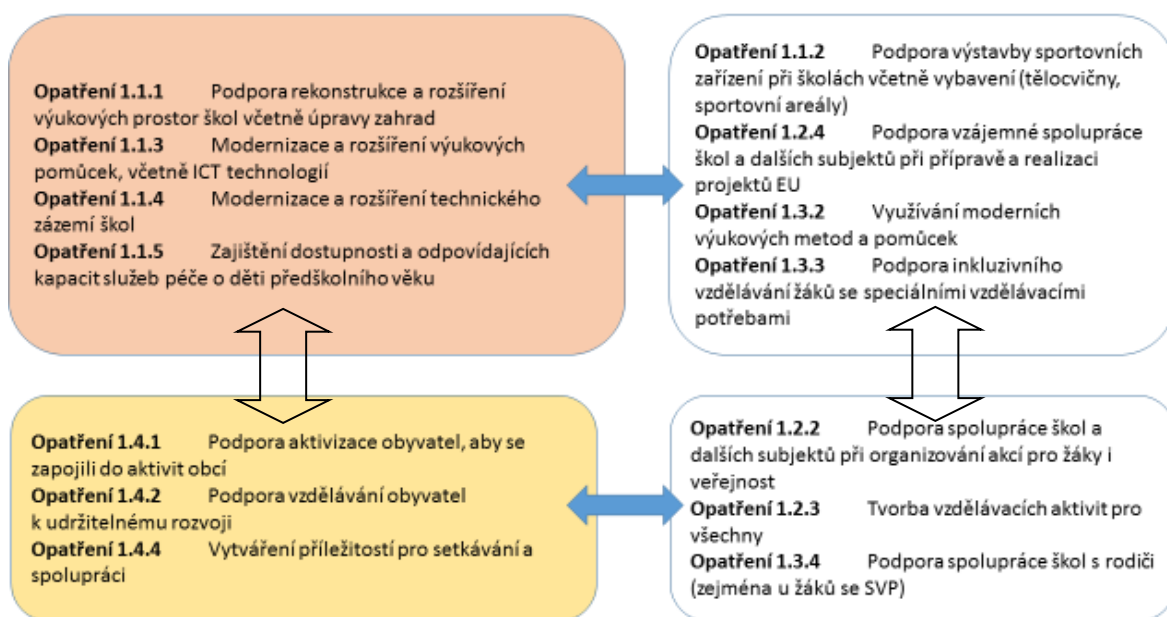 Opatření 1.1.1 Podpora rekonstrukce a rozšíření
výukových prostor škol včetně úpravy zahrad
Opatření 1.1.3 Modernizace a rozšíření výukových
pomůcek, včetně ICT technologií
Opatření 1.1.4 Modernizace a rozšíření technického
zázemí škol
Opatření 1.1.5 Zajištění dostupnosti a odpovídajících
kapacit služeb péče o děti předškolního věku
Opatření 1.1.2 Podpora výstavby sportovních
zařízení při školách včetně vybavení (tělocvičny,
sportovní areály)
Opatření 1.2.4 Podpora vzájemné spolupráce
škol a dalších subjektů při přípravě a realizaci
projektů EU
Opatření 1.3.2 Využívání moderních
výukových metod a pomůcek
Opatření 1.3.3 Podpora inkluzivního
vzdělávání žáků se speciálními vzdělávacími
potřebami
Opatření 1.4.1 Podpora aktivizace obyvatel, aby se
zapojili do aktivit obcí
Opatření 1.4.2 Podpora vzdělávání obyvatel
k udržitelnému rozvoji
Opatření 1.4.4 Vytváření příležitostí pro setkávání a
spolupráci
Opatření 1.2.2 Podpora spolupráce škol a
dalších subjektů při organizování akcí pro žáky i
veřejnost
Opatření 1.2.3 Tvorba vzdělávacích aktivit pro
všechny
Opatření 1.3.4 Podpora spolupráce škol s rodiči
(zejména u žáků se SVP)